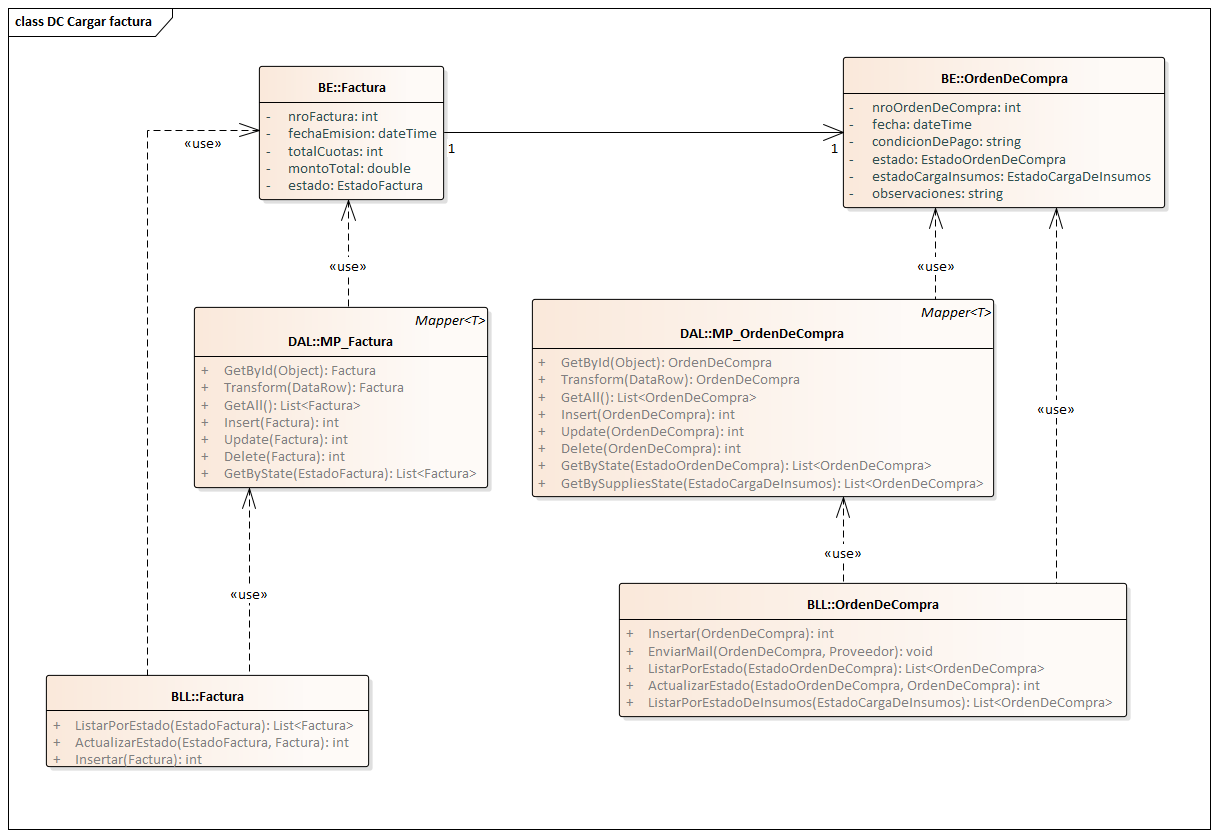 class DC Cargar factura
BE::Factura
- nroFactura: int
- fechaEmision: dateTime
- totalCuotas: int
- montoTotal: double
- estado: EstadoFactura
BE::OrdenDeCompra
- nroOrdenDeCompra: int
- fecha: dateTime
- condicionDePago: string
- estado: EstadoOrdenDeCompra
- estadoCargaInsumos: EstadoCargaDeInsumos
- observaciones: string
«use»
1
1
«use»
«use»
Mapper<T>
DAL::MP_Factura
+ GetById(Object): Factura
+ Transform(DataRow): Factura
+ GetAll(): List<Factura>
+ Insert(Factura): int
+ Update(Factura): int
+ Delete(Factura): int
+ GetByState(EstadoFactura): List<Factura>
Mapper<T>
DAL::MP_OrdenDeCompra
+ GetById(Object): OrdenDeCompra
+ Transform(DataRow): OrdenDeCompra
+ GetAll(): List<OrdenDeCompra>
+ Insert(OrdenDeCompra): int
+ Update(OrdenDeCompra): int
+ Delete(OrdenDeCompra): int
+ GetByState(EstadoOrdenDeCompra): List<OrdenDeCompra>
+ GetBySuppliesState(EstadoCargaDeInsumos): List<OrdenDeCompra>
«use»
«use»
«use»
BLL::OrdenDeCompra
+ Insertar(OrdenDeCompra): int
+ EnviarMail(OrdenDeCompra, Proveedor): void
+ ListarPorEstado(EstadoOrdenDeCompra): List<OrdenDeCompra>
+ ActualizarEstado(EstadoOrdenDeCompra, OrdenDeCompra): int
+ ListarPorEstadoDeInsumos(EstadoCargaDeInsumos): List<OrdenDeCompra>
BLL::Factura
+ ListarPorEstado(EstadoFactura): List<Factura>
+ ActualizarEstado(EstadoFactura, Factura): int
+ Insertar(Factura): int